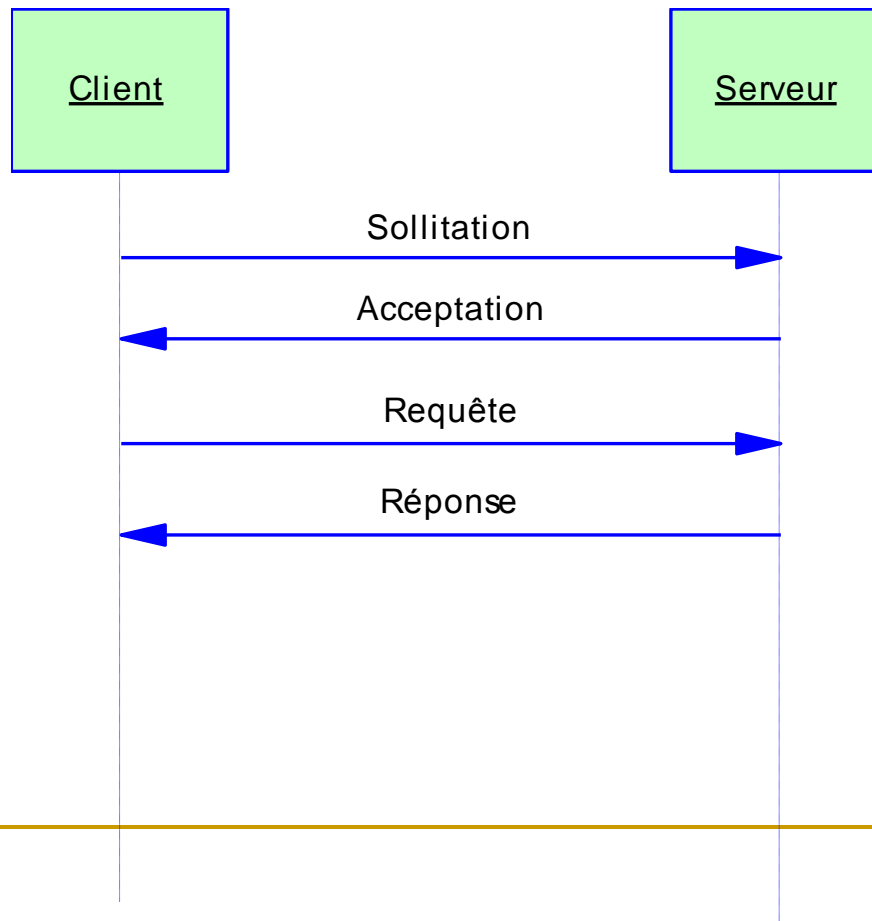 Client
Serveur
Sollitation
Acceptation
Requête
Réponse